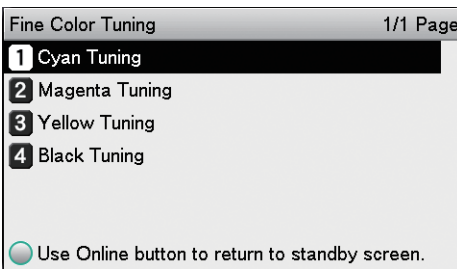 Fine Color Tuning 1/1 Page
1 Cyan Tuning
2 Magenta Tuning
3 Yellow Tuning
4 Black Tuning
Use Online button to return to standby screen.